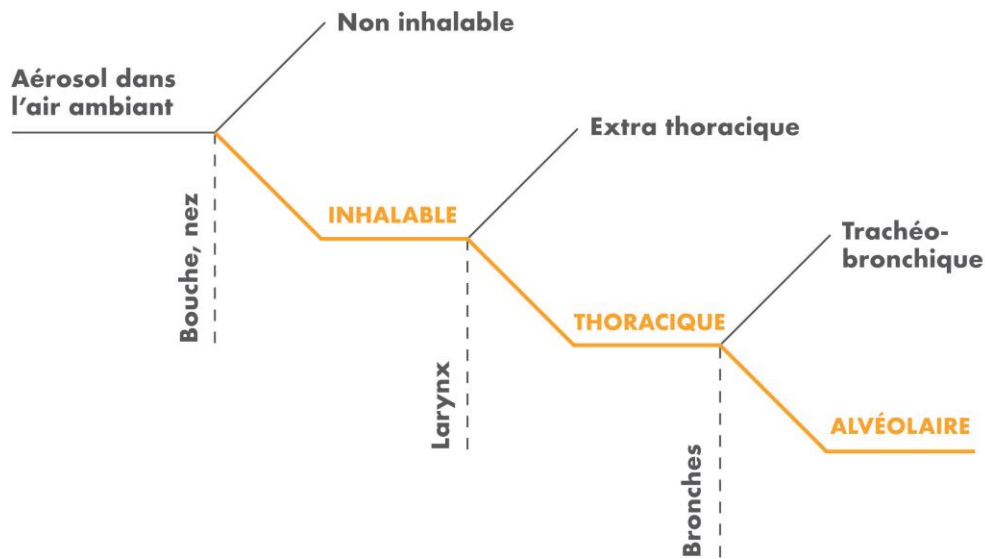 Non inhalable
Aérosol dans
l'air ambiant
Extra thoracique
Bouche, nez
INHALABLE
Trachéo-
bronchique
Larynx
THORACIQUE
Bronches
ALVÉOLAIRE